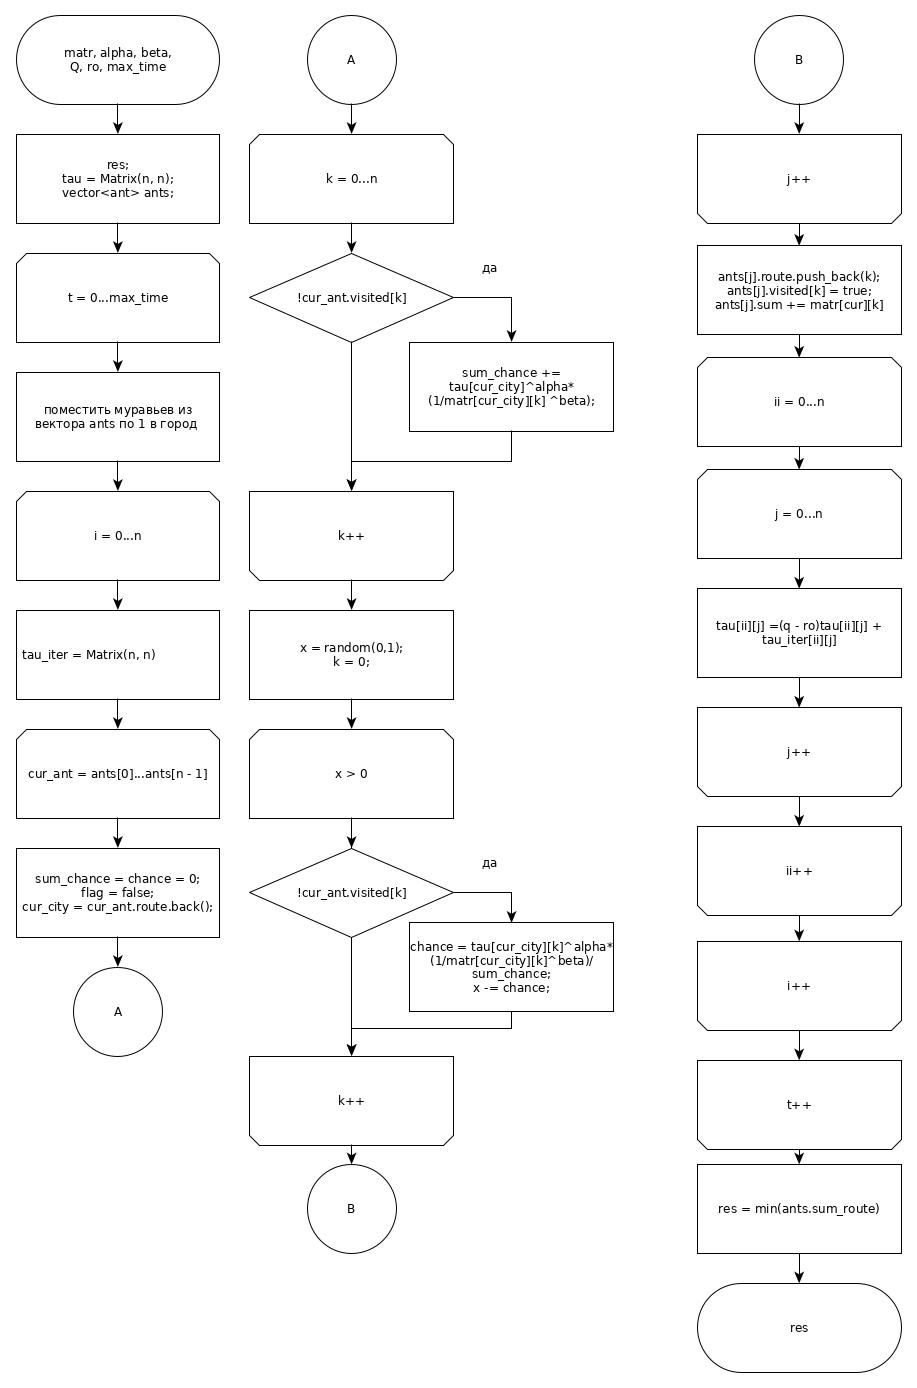 matr, alpha, beta,
Q, ro, max_time
res;
tau = Matrix(n, n);
vector<ant> ants;
t = 0...max_time
поместить муравьев из
вектора ants по 1 в город
i = 0...n
tau_iter = Matrix(n, n)
cur_ant = ants[0]...ants[n - 1]
sum_chance = chance = 0;
flag = false;
cur_city = cur_ant.route.back();
A
A
k = 0...n
!cur_ant.visited[k]
да
sum_chance +=
tau[cur_city]^alpha*
(1/matr[cur_city][k] ^beta);
k++
x = random(0,1);
k = 0;
x > 0
!cur_ant.visited[k]
да
chance = tau[cur_city][k]^alpha*
(1/matr[cur_city][k]^beta)/
sum_chance;
x -= chance;
k++
B
B
j++
ants[j].route.push_back(k);
ants[j].visited[k] = true;
ants[j].sum += matr[cur][k]
ii = 0...n
j = 0...n
tau[ii][j] =(q - ro)tau[ii][j] +
tau_iter[ii][j]
j++
ii++
i++
t++
res = min(ants.sum_route)
res